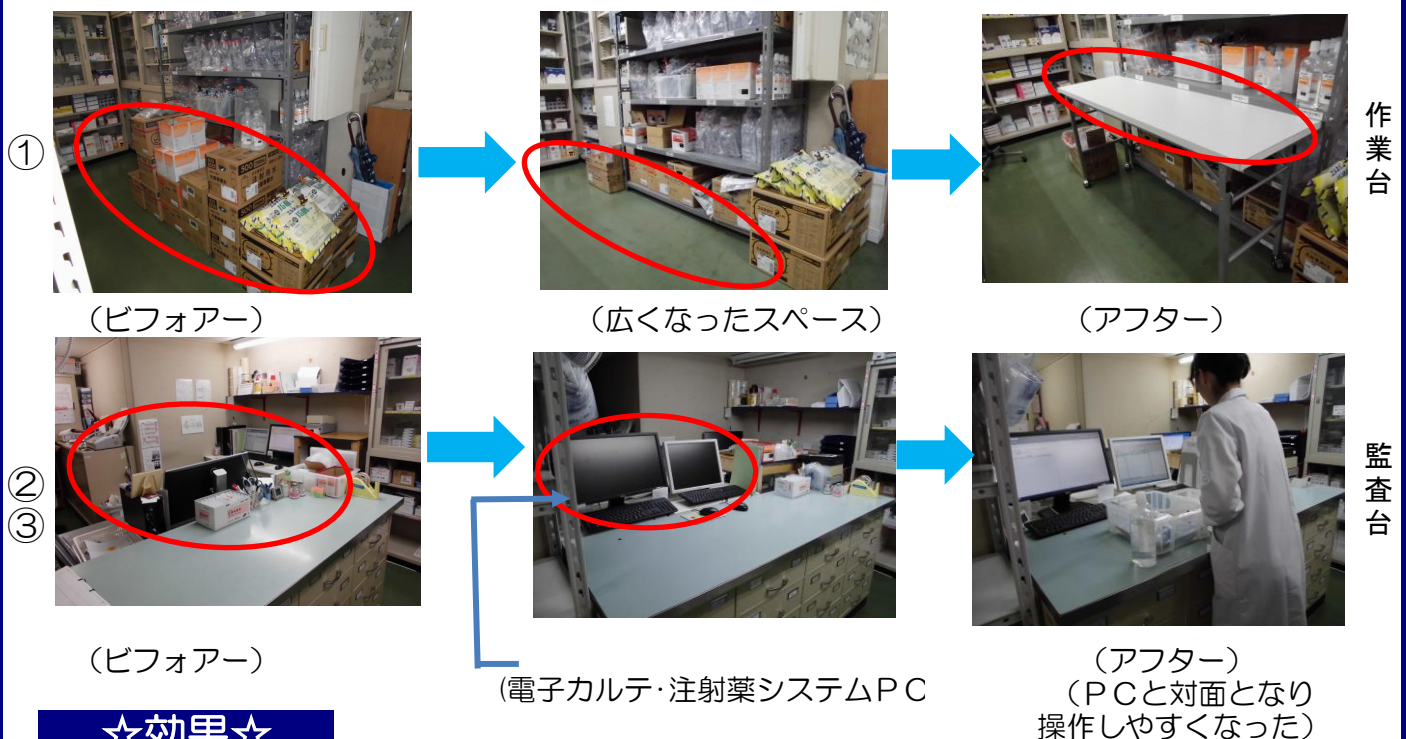 ①
作業台
（ビフォアー）
（広くなったスペース）
（アフター）
②
③
監査台
（ビフォアー）
(電子カルテ･注射薬システムＰＣ
（アフター）
（ＰＣと対面となり
操作しやすくなった）
☆効果☆